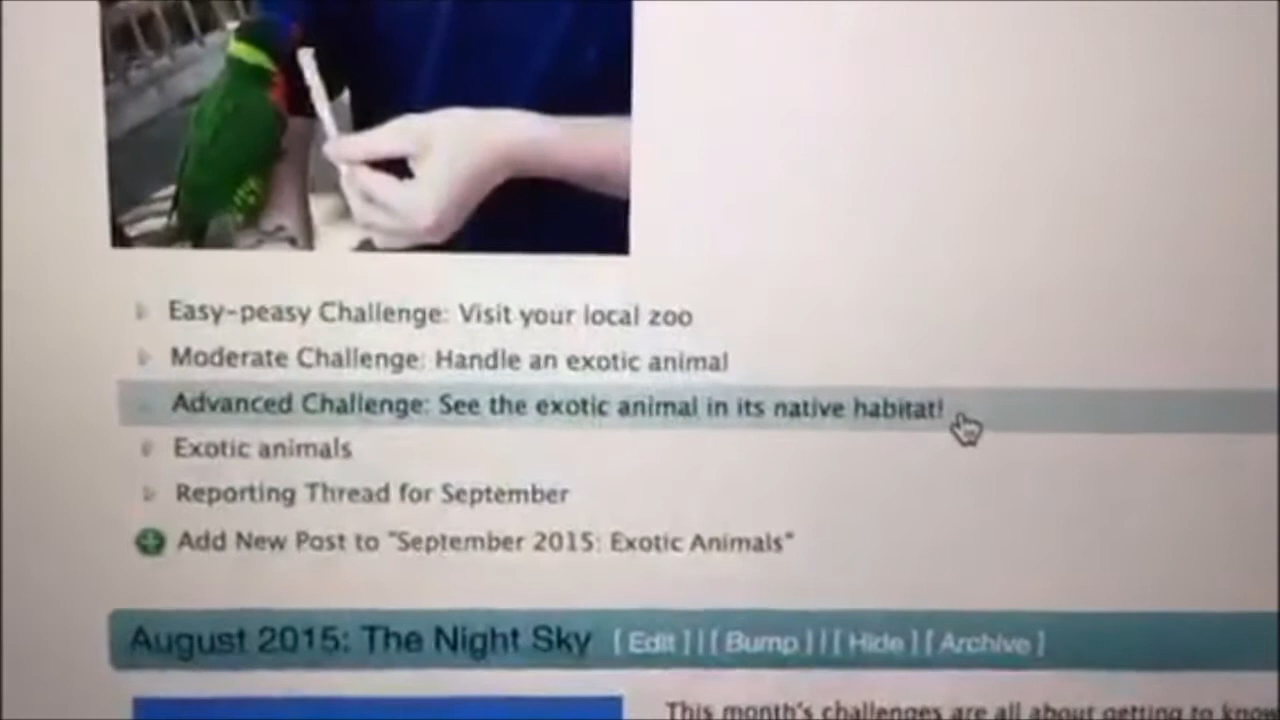 Easy-peasy Challenge: Visit your local zoo
Moderate Challenge: Handle an exotic animal
Advanced Challenge: See the exotic animal in its native habitat!
Exotic animals
Reporting Thread for September
Add New Post to "September 2015: Exotic Animals"
August 2015: The Night Sky [ Edit ] | [ Bump ] | [ Hide ] [ Archive ]
This month's challenges are all about getting to know